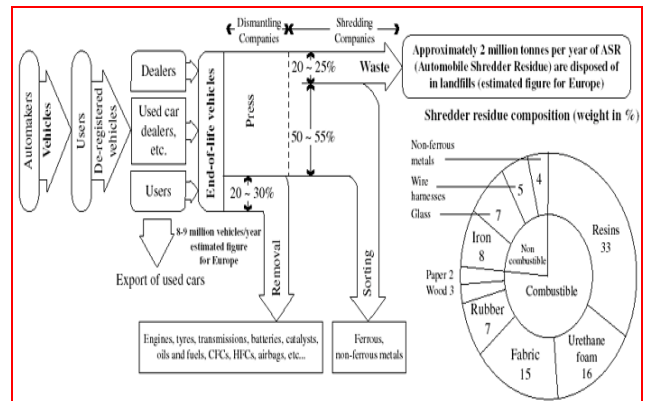 Dismantling
Companies
Shredding
Companies
Automakers
Vehicles
Users
De-registered
vehicles
Dealers
Used car
dealers,
etc.
Users
End-of-life vehicles
Press
20 ~ 25%
Waste
50 ~ 55%
20 ~ 30%
8-9 million vehicles/year
estimated figure
for Europe
Export of used cars
Removal
Sorting
Engines, tyres, transmissions, batteries, catalysts,
oils and fuels, CFCs, HFCs, airbags, etc...
Ferrous,
non-ferrous metals
Approximately 2 million tonnes per year of ASR
(Automobile Shredder Residue) are disposed of
in landfills (estimated figure for Europe)
Shredder residue composition (weight in %)
Non-ferrous
metals
4
Wire
harnesses
5
Glass
7
Iron
8
Non
combustible
Resins
33
Paper 2
Wood 3
Combustible
Rubber
7
Fabric
15
Urethane
foam
16